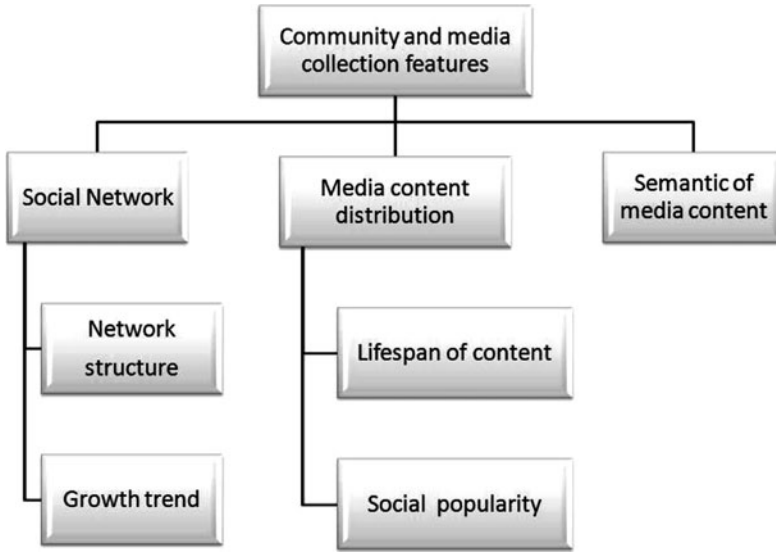 Community and media
collection features
Social Network
Media content
distribution
Semantic of
media content
Network
structure
Lifespan of content
Growth trend
Social popularity